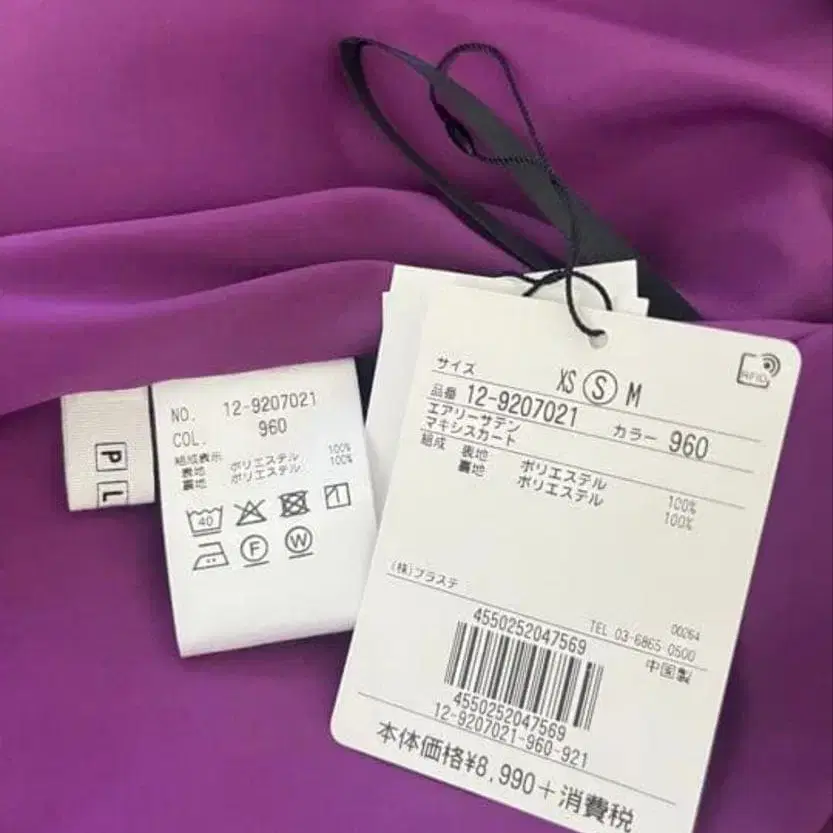 P
L
NO. 12-9207021
COL. 960
組成表示
表地 ポリエステル 100%
裏地 ポリエステル 100%
40
F
W
RFID
サイズ XS S M
品番 12-9207021 カラー 960
エアリーサテン
マキシスカート
組成 表地 ポリエステル 100%
裏地 ポリエステル 100%
(株)プラステ
00264
TEL 03-6865-0500
中国製
4550252047569
4550252047569
12-9207021-960-921
本体価格¥8,990+消費税